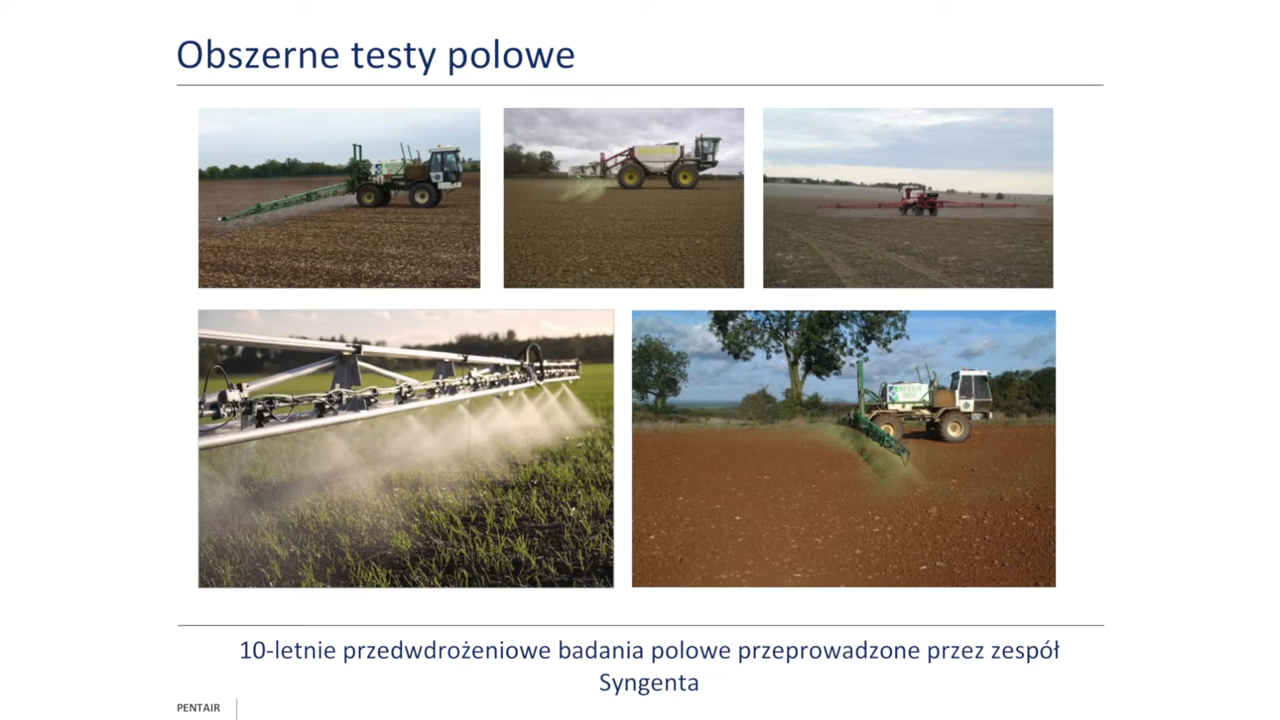 Obszerne testy polowe
10-letnie przedwdrożeniowe badania polowe przeprowadzone przez zespół
Syngenta
PENTAIR